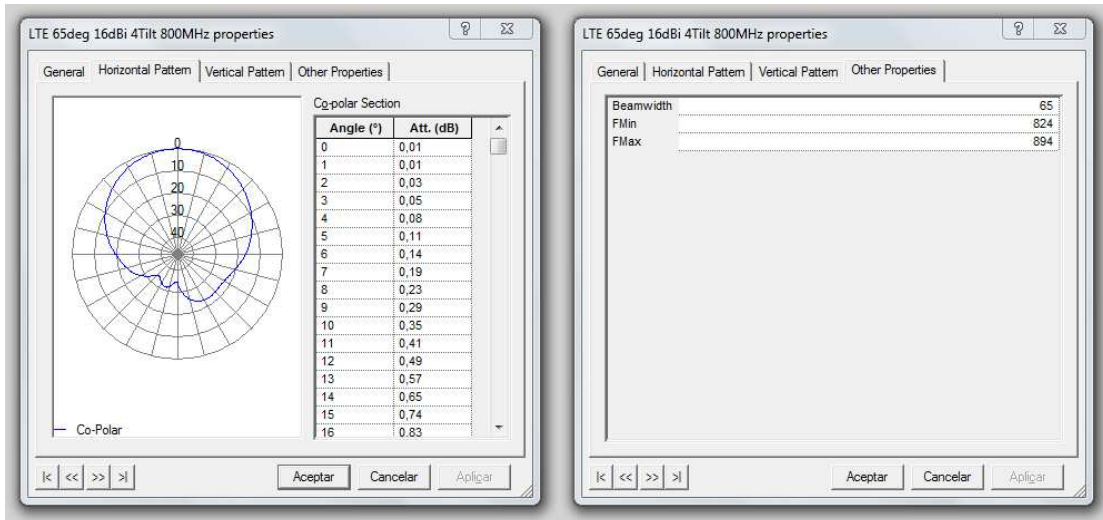 LTE 65deg 16dBi 4Tilt 800MHz properties
General Horizontal Pattern Vertical Pattern Other Properties
Co-polar Section
Angle (°) Att. (dB)
0 0,01
1 0,01
2 0,03
3 0,05
4 0,08
5 0,11
6 0,14
7 0,19
8 0,23
9 0,29
10 0,35
11 0,41
12 0,49
13 0,57
14 0,65
15 0,74
16 0.83
0
10
20
30
40
Co-Polar
|< << >> >| Aceptar Cancelar Aplicar
LTE 65deg 16dBi 4Tilt 800MHz properties
General Horizontal Pattern Vertical Pattern Other Properties
Beamwidth 65
FMin 824
FMax 894
|< << >> >| Aceptar Cancelar Aplicar